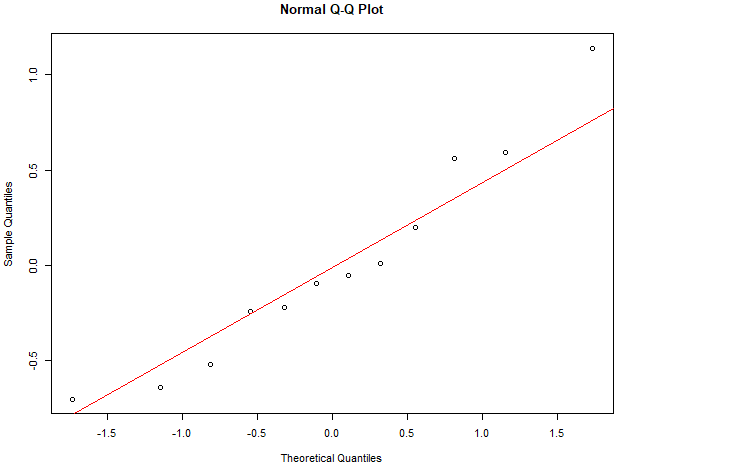 Normal Q-Q Plot
1.0
0.5
0.0
-0.5
Sample Quantiles
-1.5 -1.0 -0.5 0.0 0.5 1.0 1.5
Theoretical Quantiles